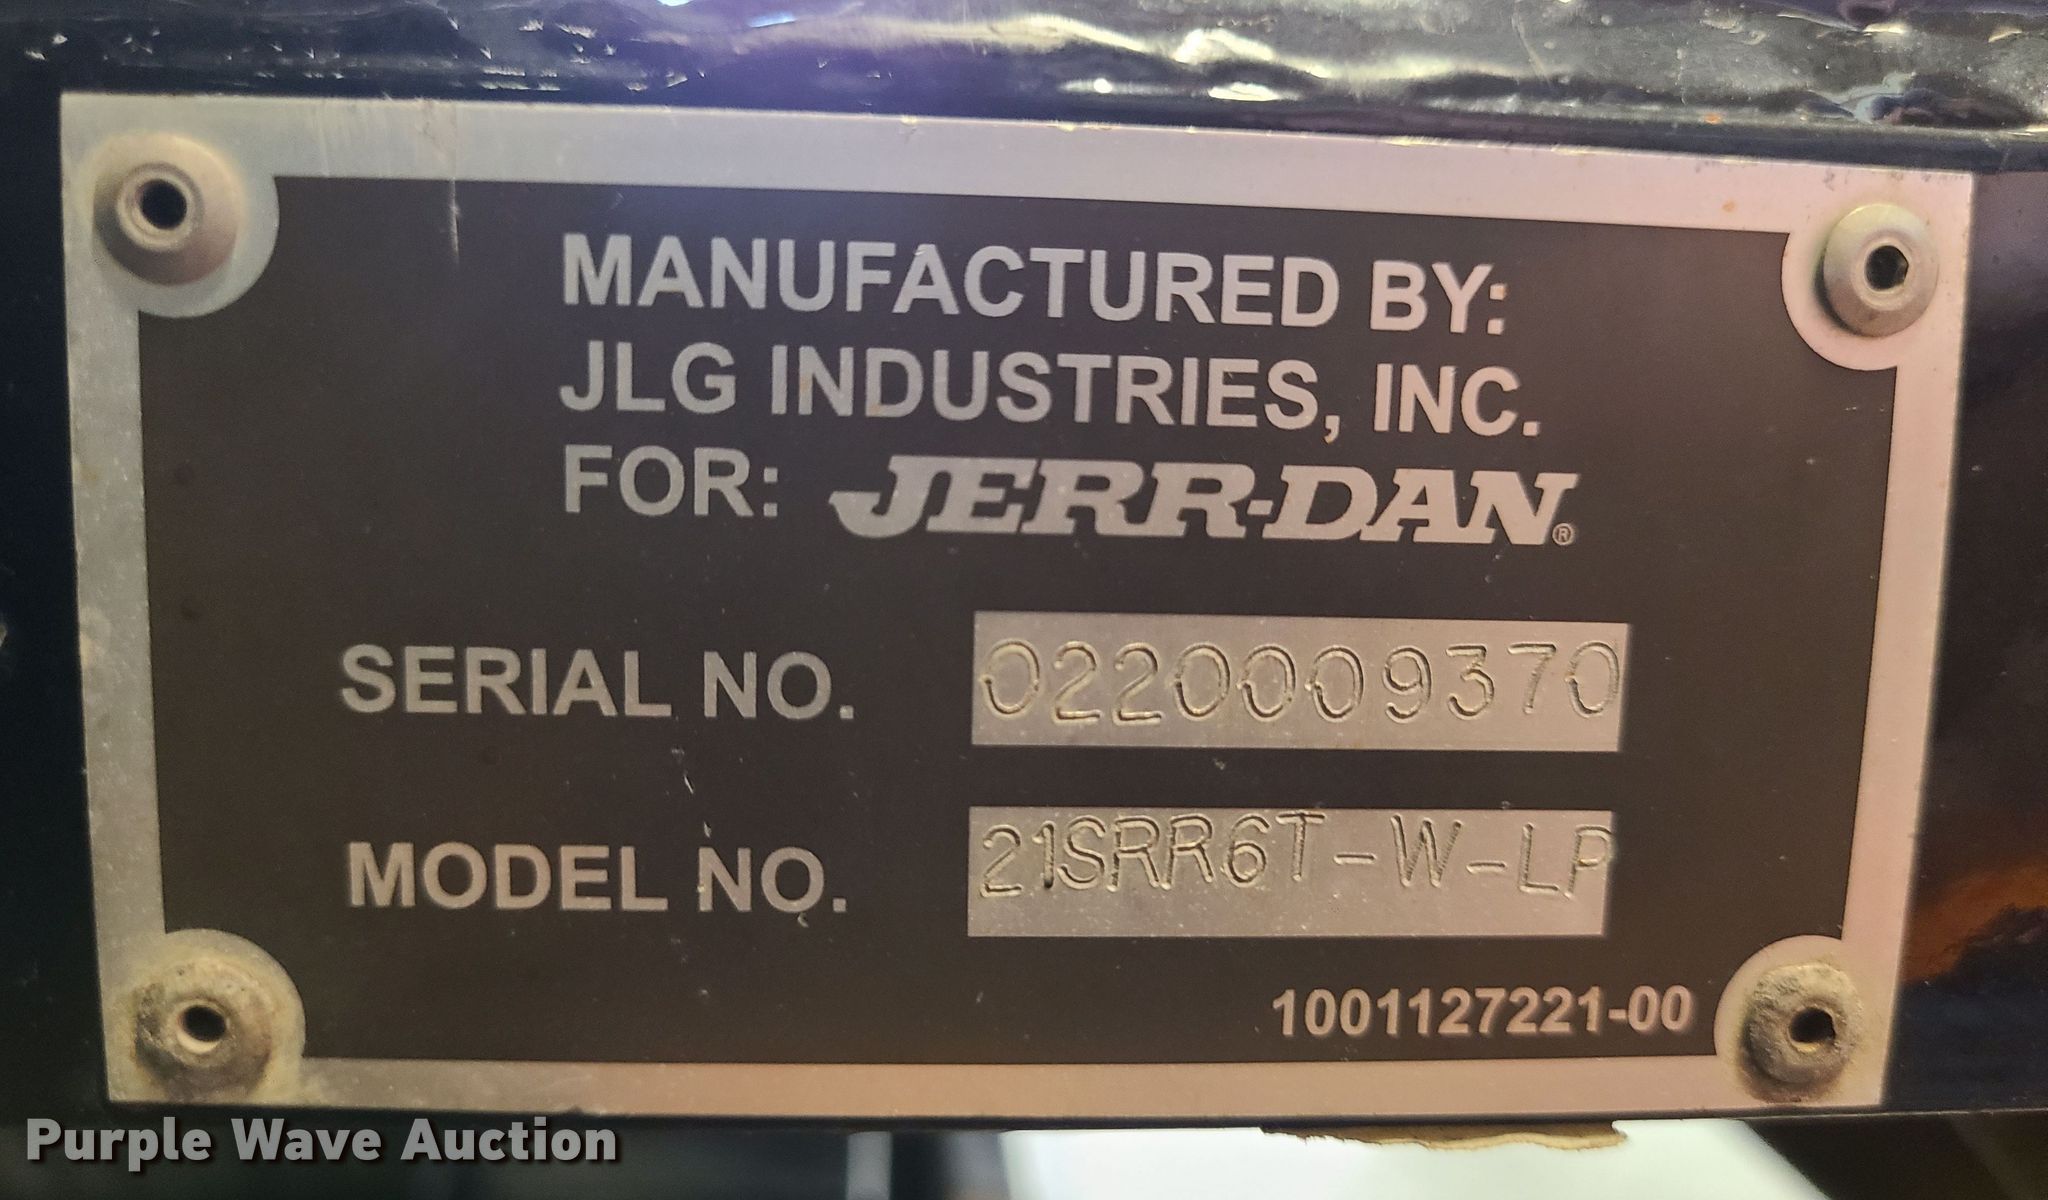 MANUFACTURED BY:
JLG INDUSTRIES, INC.
FOR: JERR-DAN®
SERIAL NO. 0220009370
MODEL NO. 21SRR6T-W-LP
1001127221-00
Purple Wave Auction